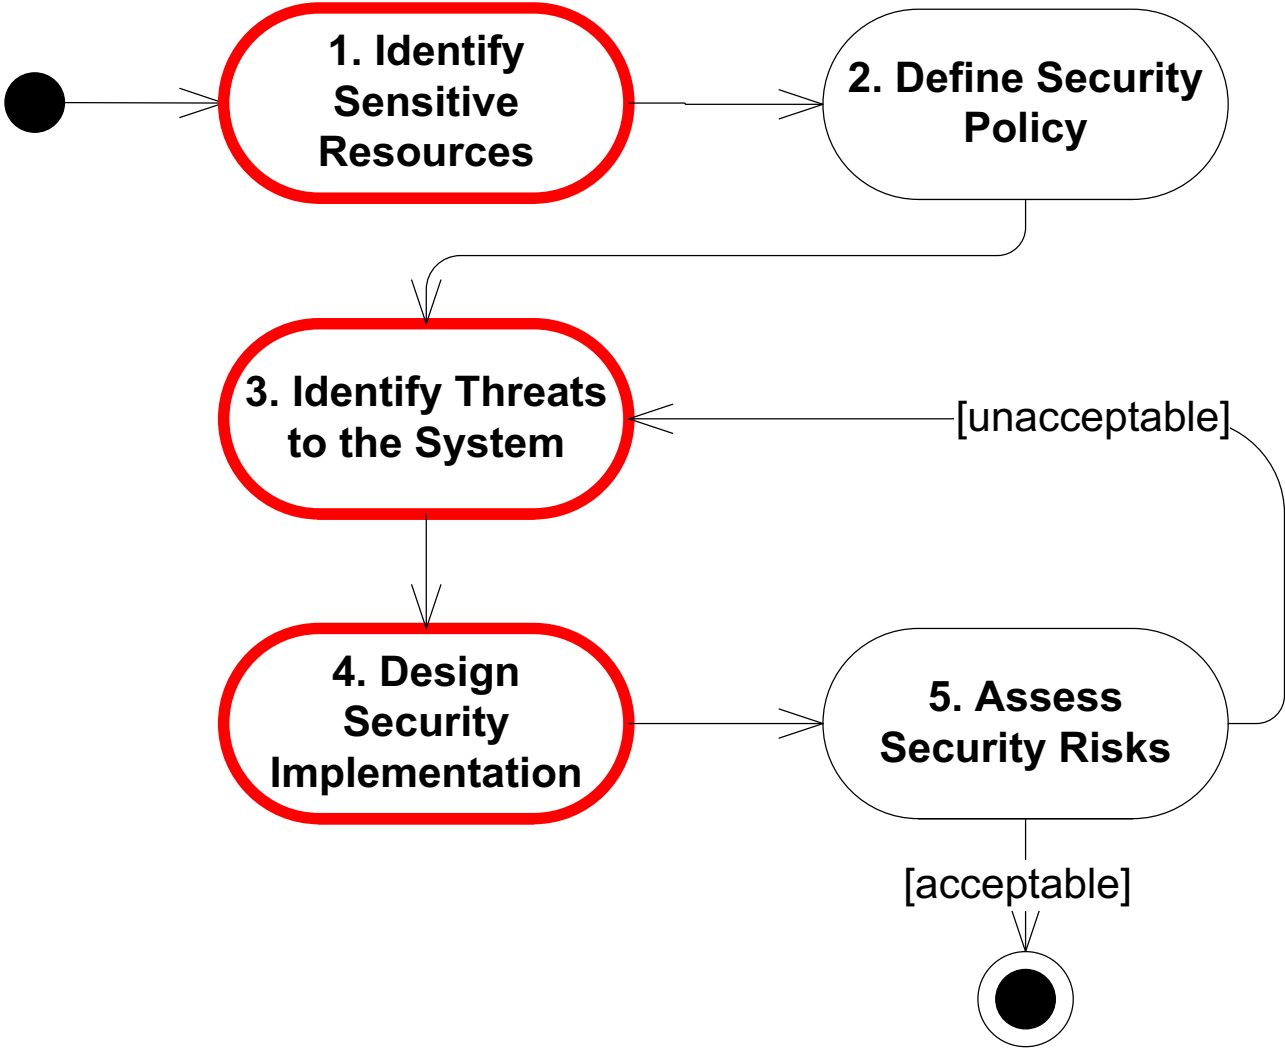 1. Identify
Sensitive
Resources
2. Define Security
Policy
3. Identify Threats
to the System
[unacceptable]
4. Design
Security
Implementation
5. Assess
Security Risks
[acceptable]